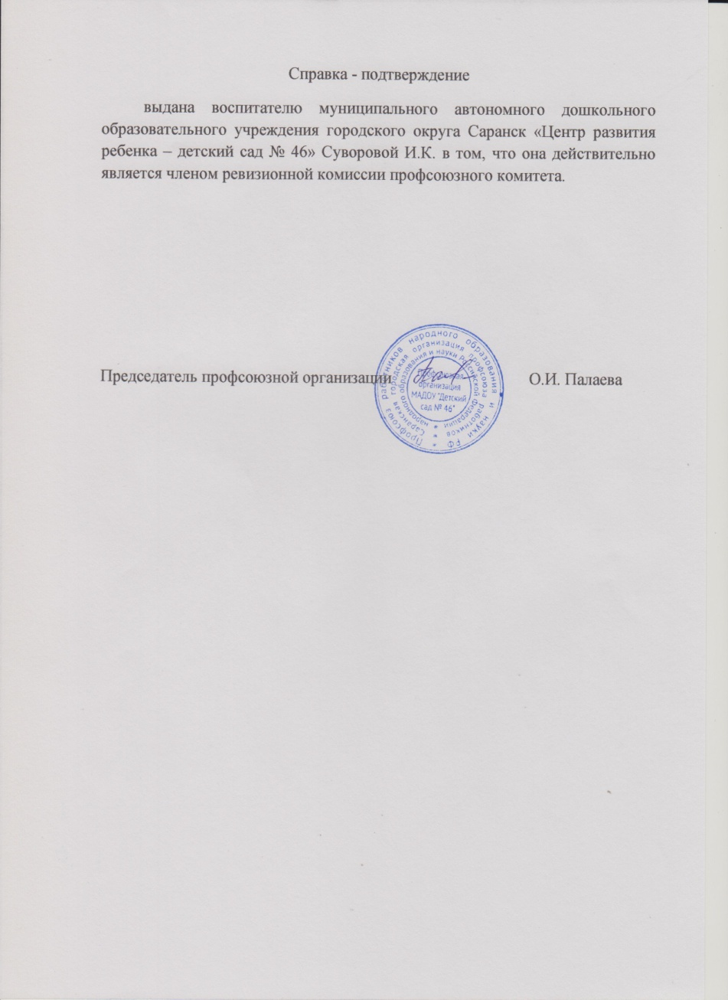 Справка - подтверждение
выдана воспитателю муниципального автономного дошкольного
образовательного учреждения городского округа Саранск «Центр развития
ребенка – детский сад № 46» Суворовой И.К. в том, что она действительно
является членом ревизионной комиссии профсоюзного комитета.
Председатель профсоюзной организации
О.И. Палаева
* Профсоюз работников народного образования и науки РФ
* Саранская городская организация профсоюза работников
* народного образования и науки Российской Федерации
организация
МАДОУ "Детский
сад № 46"